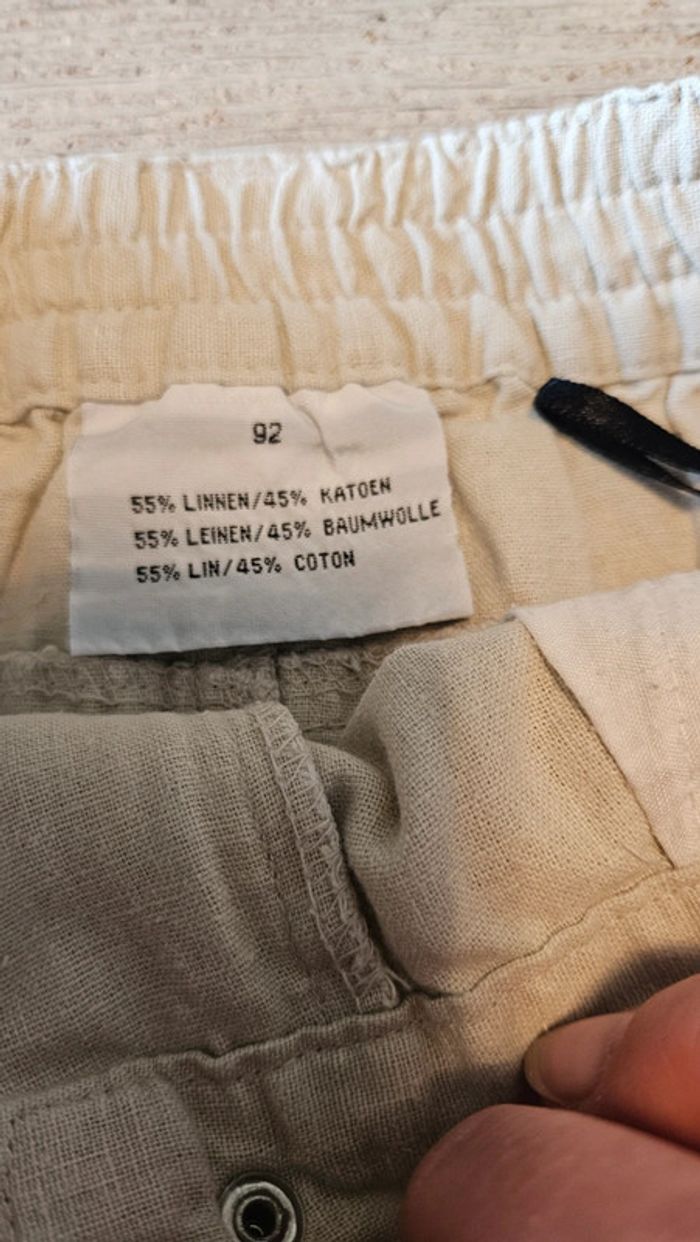 92
55% LINNEN/45% KATOEN
55% LEINEN/45% BAUMWOLLE
55% LIN/45% COTON